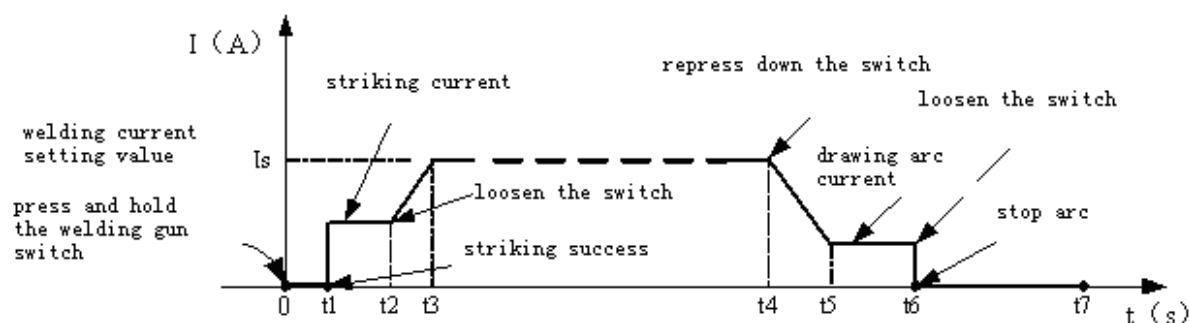 I (A)
repress down the switch
striking current
loosen the switch
welding current
setting value
Is
drawing arc
current
loosen the switch
press and hold
the welding gun
switch
stop arc
striking success
0
t1
t2
t3
t4
t5
t6
t7
t (s)